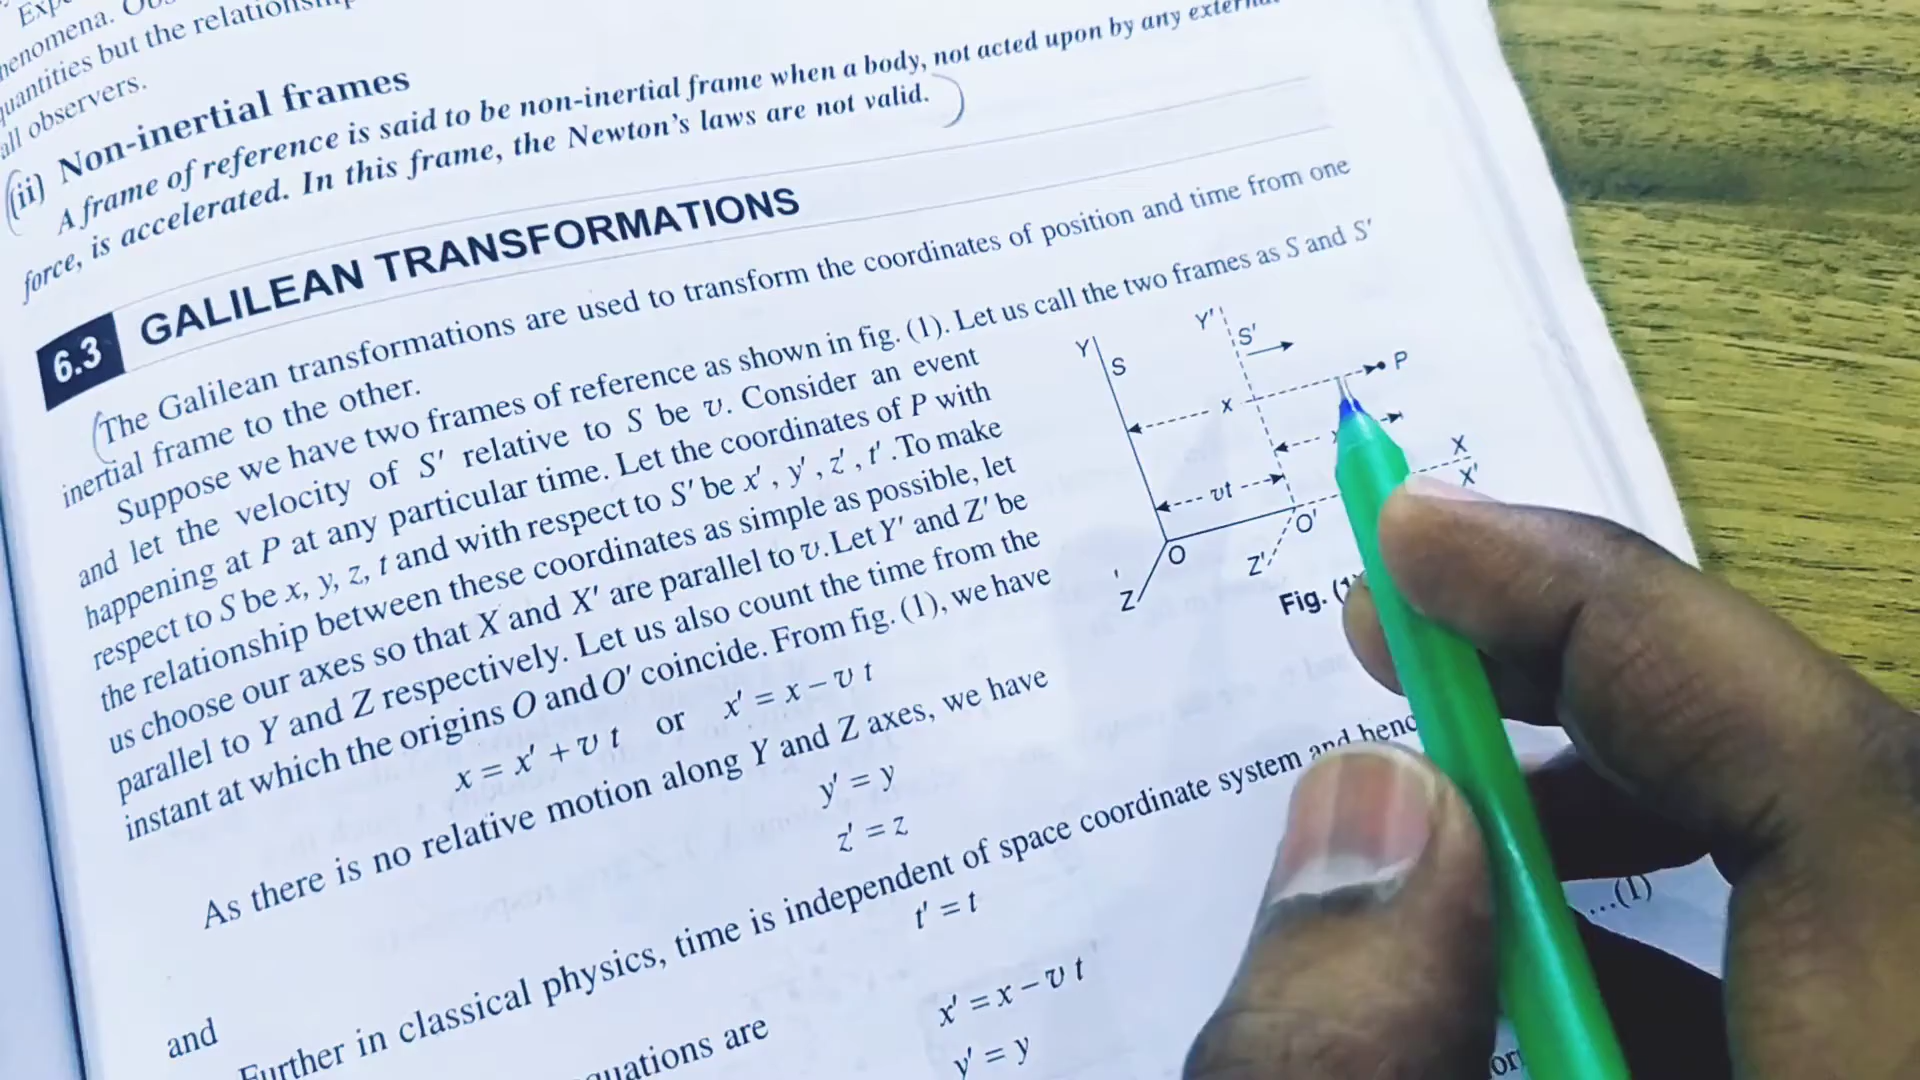 enomena.
quantities but the relationship
all observers.
(ii) Non-inertial frames
A frame of reference is said to be non-inertial frame when a body, not acted upon by any external
force, is accelerated. In this frame, the Newton's laws are not valid.
6.3 GALILEAN TRANSFORMATIONS
The Galilean transformations are used to transform the coordinates of position and time from one
inertial frame to the other.
Suppose we have two frames of reference as shown in fig. (1). Let us call the two frames as S and S′
and let the velocity of S′ relative to S be v. Consider an event
happening at P at any particular time. Let the coordinates of P with
respect to S be x, y, z, t and with respect to S′ be x′, y′, z′, t′. To make
the relationship between these coordinates as simple as possible, let
us choose our axes so that X and X′ are parallel to v. Let Y′ and Z′ be
parallel to Y and Z respectively. Let us also count the time from the
instant at which the origins O and O′ coincide. From fig. (1), we have
x = x′ + v t or x′ = x − v t
As there is no relative motion along Y and Z axes, we have
y′ = y
and z′ = z
Further in classical physics, time is independent of space coordinate system and henc
t′ = t
...(1)
quations are
x′ = x − v t
y′ = y
Y
S
Y′
S′
P
x
vt
X
X′
O
O′
Z
Z′
Fig. (1)